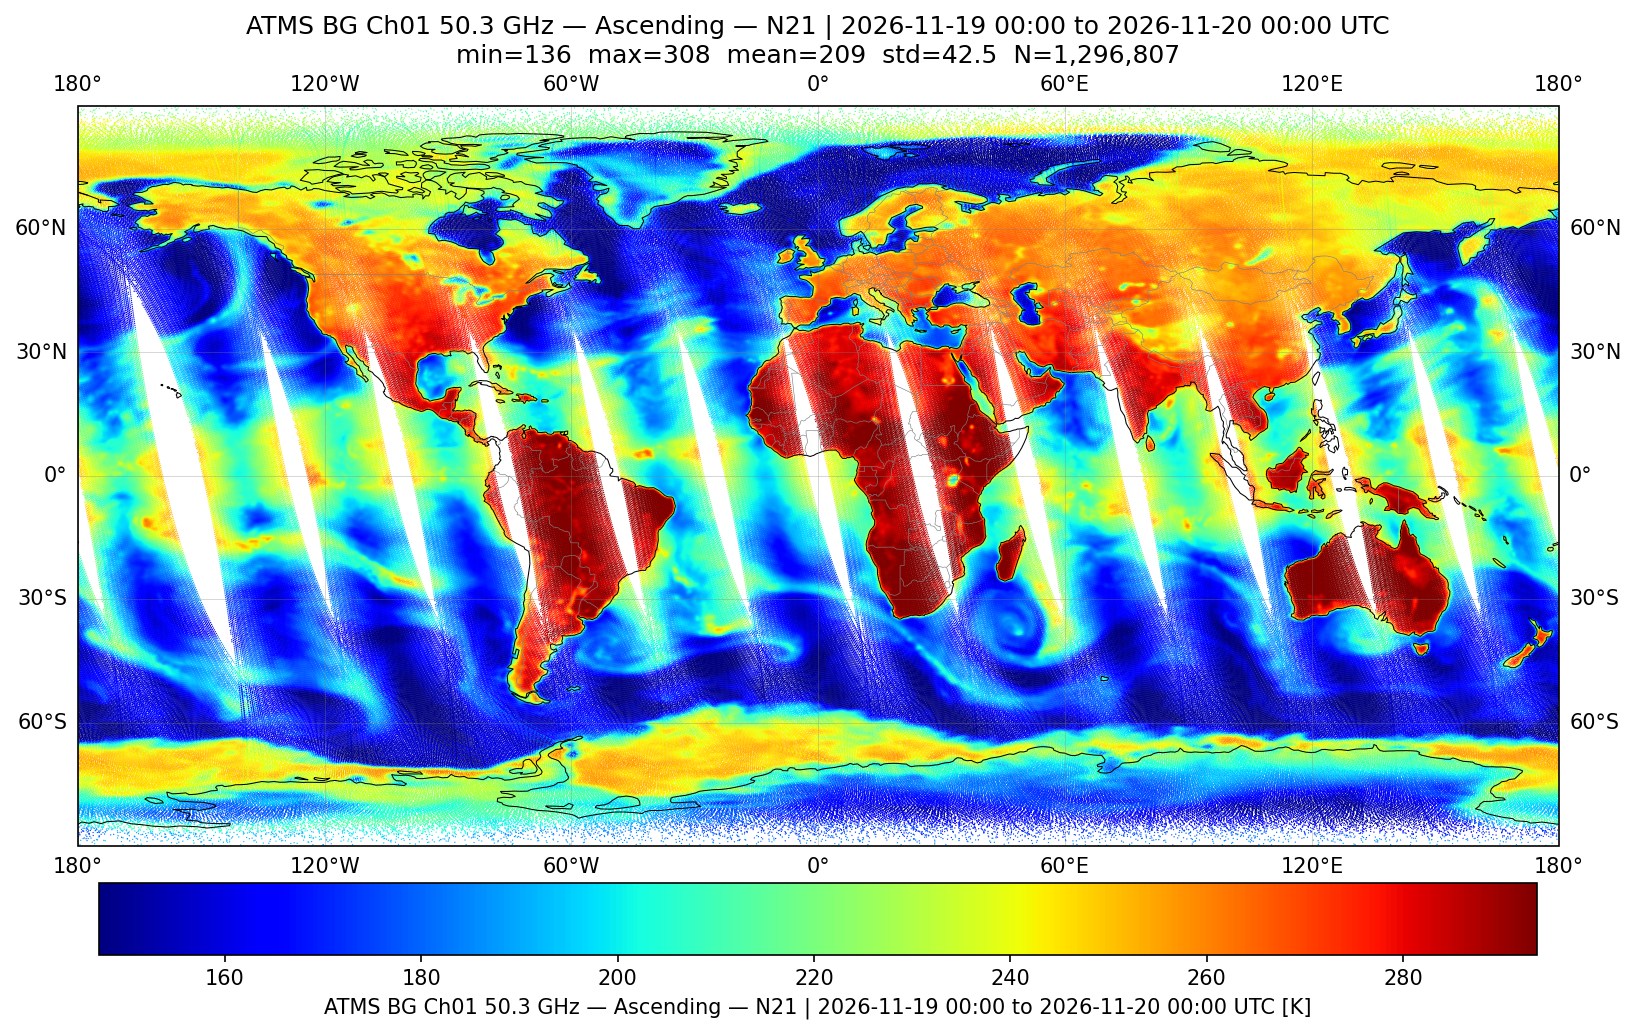 ATMS BG Ch01 50.3 GHz — Ascending — N21 | 2026-11-19 00:00 to 2026-11-20 00:00 UTC
min=136 max=308 mean=209 std=42.5 N=1,296,807
180° 120°W 60°W 0° 60°E 120°E 180°
60°N 60°N
30°N 30°N
0° 0°
30°S 30°S
60°S 60°S
180° 120°W 60°W 0° 60°E 120°E 180°
160 180 200 220 240 260 280
ATMS BG Ch01 50.3 GHz — Ascending — N21 | 2026-11-19 00:00 to 2026-11-20 00:00 UTC [K]